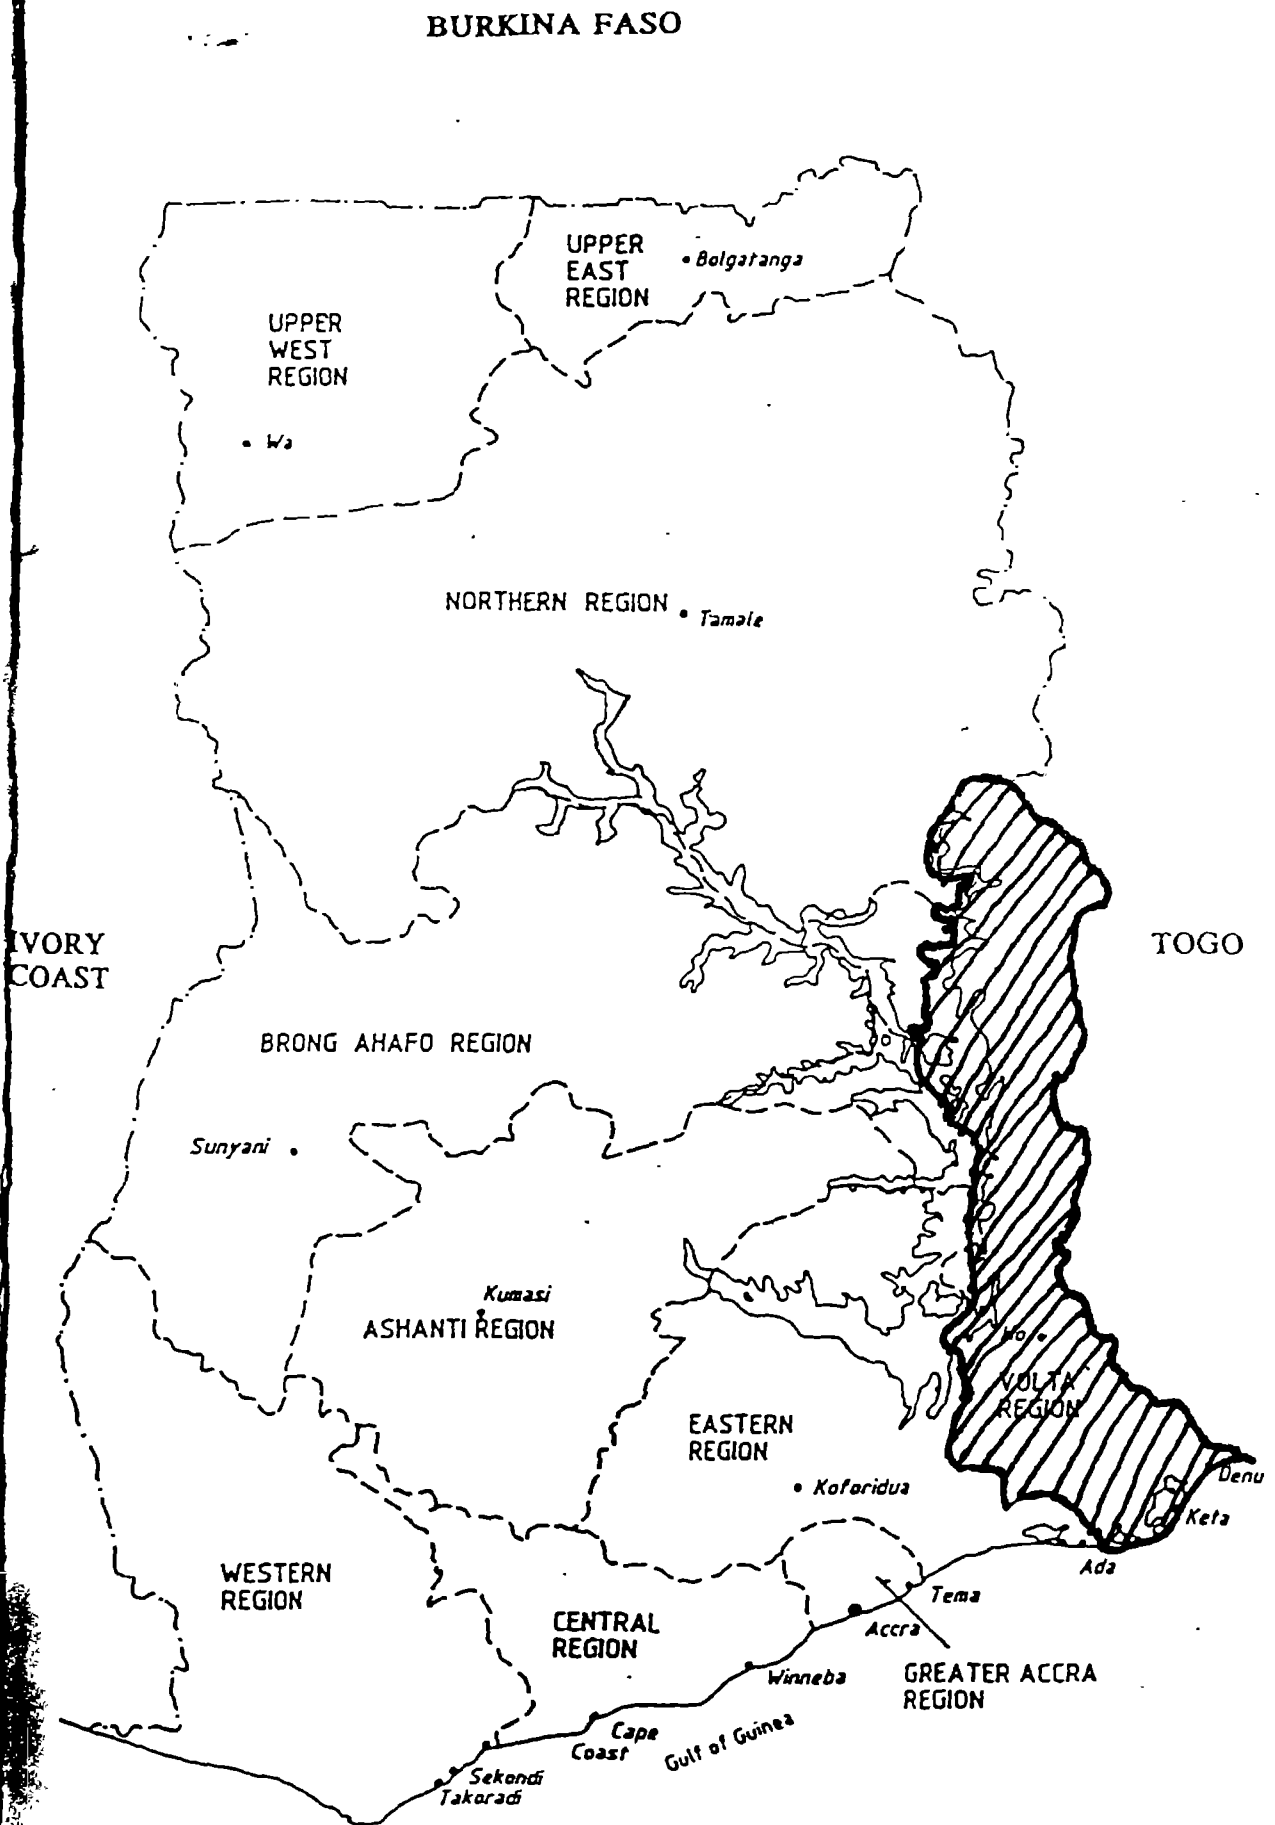 BURKINA FASO
UPPER
EAST
REGION
Bolgatanga
UPPER
WEST
REGION
Wa
NORTHERN REGION
Tamale
IVORY
COAST
TOGO
BRONG AHAFO REGION
Sunyani
Kumasi
ASHANTI REGION
Ho
VOLTA
REGION
EASTERN
REGION
Koforidua
Denu
Keta
Ada
WESTERN
REGION
Tema
CENTRAL
REGION
Accra
Winneba
GREATER ACCRA
REGION
Cape
Coast
Gulf of Guinea
Sekondi
Takoradi